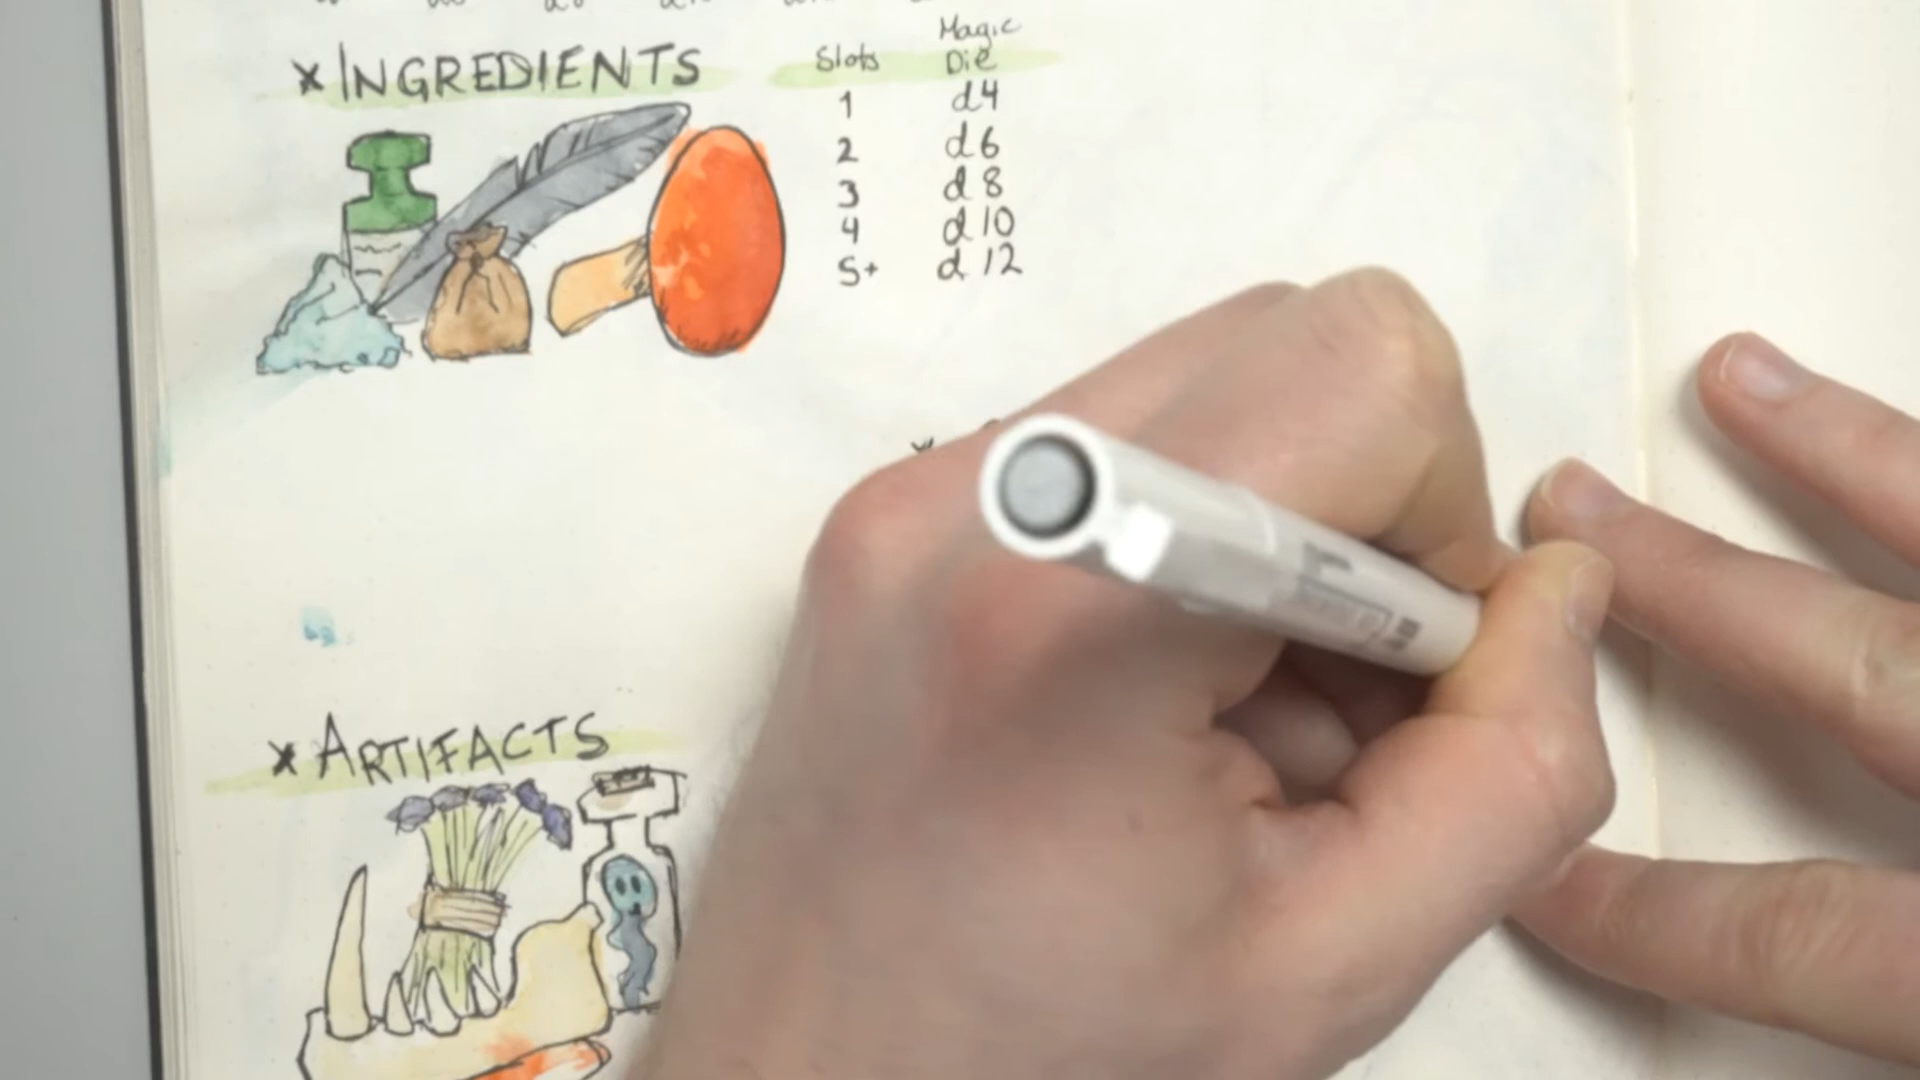 × INGREDIENTS
Slots Magic Die
1 d4
2 d6
3 d8
4 d10
5+ d12
× ARTIFACTS